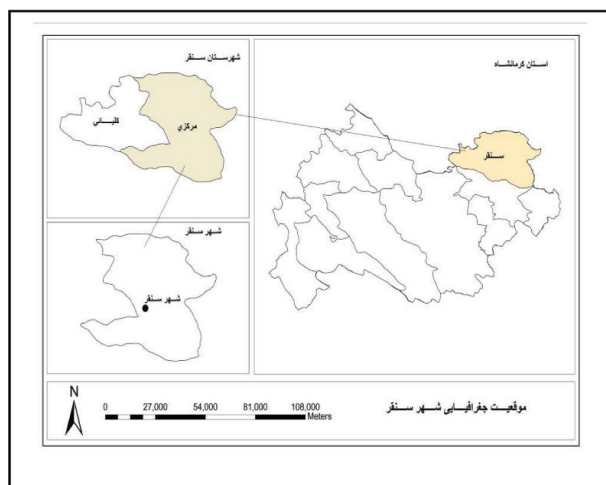 استان کرمانشاه
سنقر
شهرستان سنقر
کلیایی
مرکزی
شهر سنقر
شهر سنقر
موقعیت جغرافیایی شهر سنقر
N
0 27,000 54,000 81,000 108,000
Meters